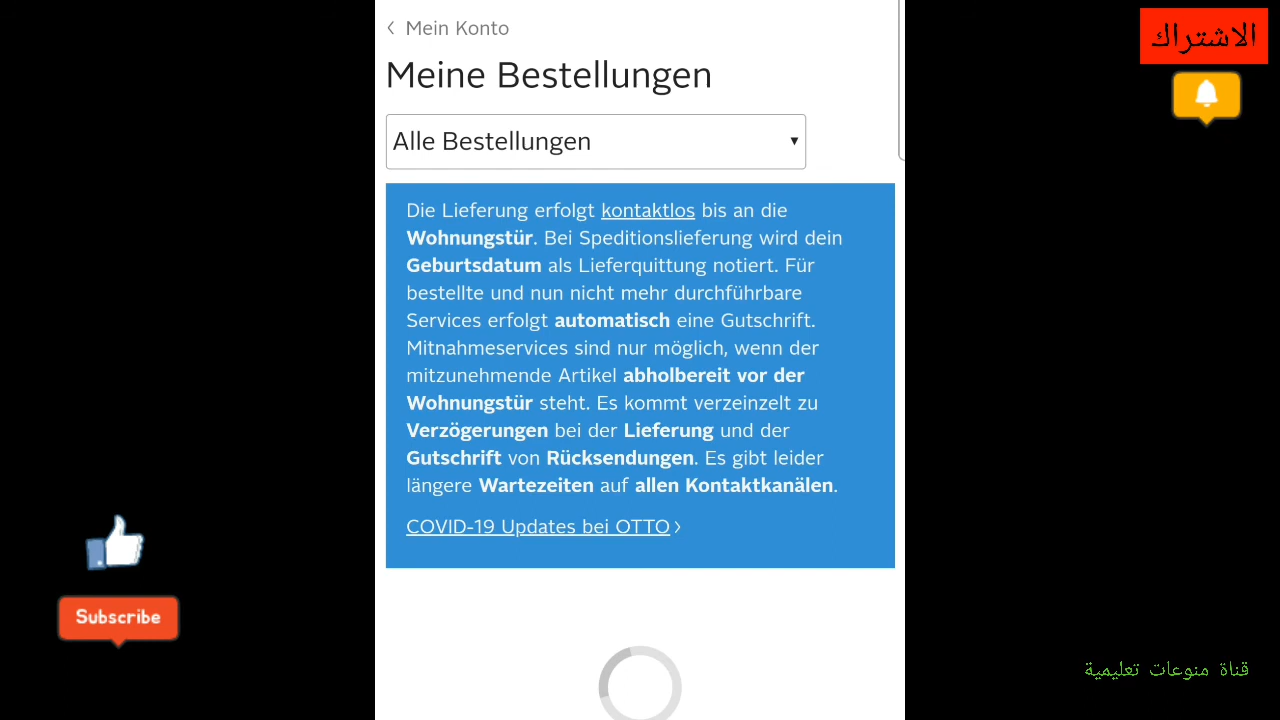 Mein Konto
Meine Bestellungen
Alle Bestellungen
Die Lieferung erfolgt kontaktlos bis an die
Wohnungstür. Bei Speditionslieferung wird dein
Geburtsdatum als Lieferquittung notiert. Für
bestellte und nun nicht mehr durchführbare
Services erfolgt automatisch eine Gutschrift.
Mitnahmeservices sind nur möglich, wenn der
mitzunehmende Artikel abholbereit vor der
Wohnungstür steht. Es kommt verzeinzelt zu
Verzögerungen bei der Lieferung und der
Gutschrift von Rücksendungen. Es gibt leider
längere Wartezeiten auf allen Kontaktkanälen.
COVID-19 Updates bei OTTO
الاشتراك
Subscribe
قناة منوعات تعليمية